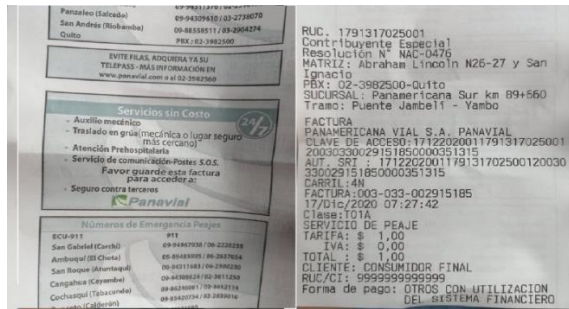 Panzaleo (Salcedo)
09-94309610 / 03-2738070
San Andrés (Riobamba)
09-88558511 / 03-2904274
Quito
PBX: 02-3982500
EVITE FILAS, ADQUIERA YA SU
TELEPASS - MÁS INFORMACIÓN EN
www.panavial.com o al 02-3982500
Servicios sin Costo
24/7
- Auxilio mecánico
- Traslado en grúa (mecánica o lugar seguro
más cercano)
- Atención Prehospitalaria
- Servicio de comunicación-Postes S.O.S.
Favor guarde esta factura
para acceder a:
- Seguro contra terceros
Panavial
Números de Emergencia Peajes
ECU-911
911
San Gabriel (Carchi)
Ambuquí (El Chota)
San Roque (Atuntaqui)
Cangahua (Cayambe)
Cochasquí (Tabacundo)
(Calderón)
RUC. 1791317025001
Contribuyente Especial
Resolución N° NAC-0476
MATRIZ: Abraham Lincoln N26-27 y San
Ignacio
PBX: 02-3982500-Quito
SUCURSAL: Panamericana Sur km 89+560
Tramo: Puente Jambelí - Yambo
FACTURA
PANAMERICANA VIAL S.A. PANAVIAL
CLAVE DE ACCESO:1712202001179131702500 1
2003033002915185000351315
AUT. SRI : 1712202001179131702500120030
330029151850000351315
CARRIL:4N
FACTURA:003-033-002915185
17/Dic/2020 07:27:42
Clase:T01A
SERVICIO DE PEAJE
TARIFA: $ 1,00
IVA: $ 0,00
TOTAL : $ 1,00
CLIENTE: CONSUMIDOR FINAL
RUC/CI: 9999999999999
Forma de pago: OTROS CON UTILIZACION
DEL SISTEMA FINANCIERO